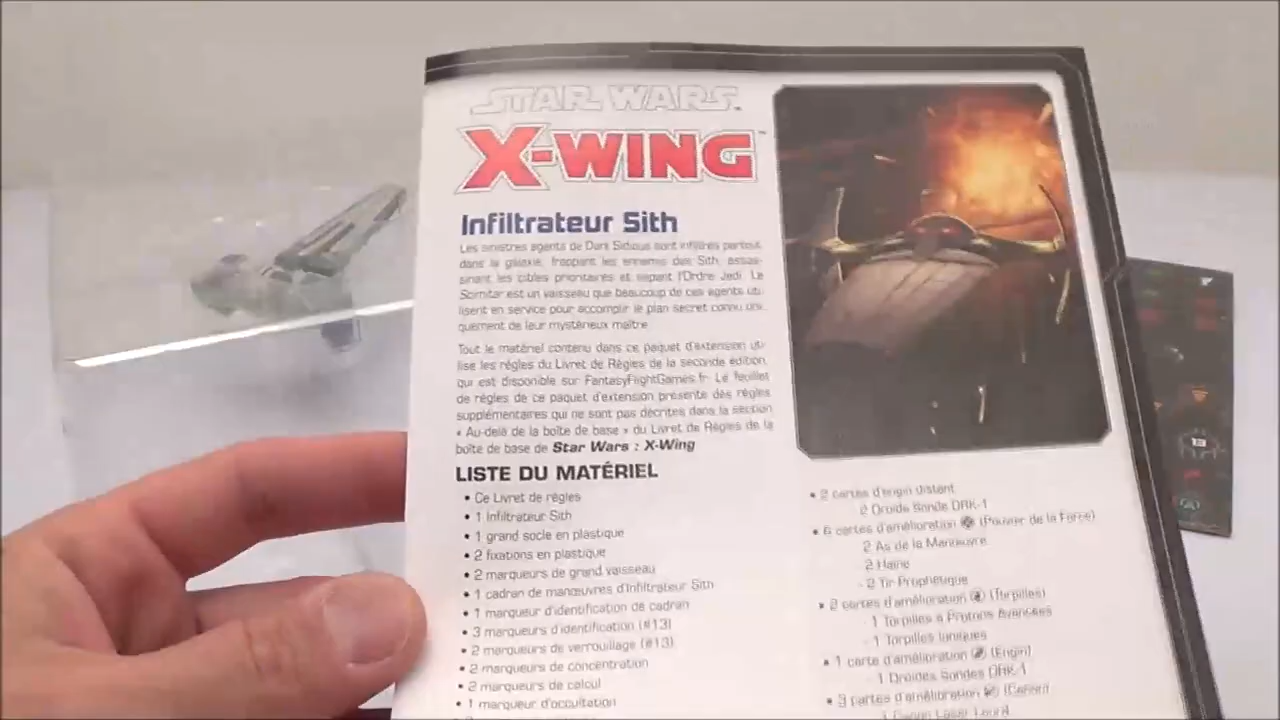 STAR WARS
X-WING
Infiltrateur Sith
Les sinistres agents de Dark Sidious sont infiltrés partout
dans la galaxie, frappant les ennemis des Sith, assas-
sinant les cibles prioritaires et sapant l'Ordre Jedi. Le
Scimitar est un vaisseau que beaucoup de ces agents uti-
lisent en service pour accomplir le plan secret connu uni-
quement de leur mystérieux maître.
Tout le matériel contenu dans ce paquet d'extension uti-
lise les règles du Livret de Règles de la seconde édition,
qui est disponible sur FantasyFlightGames.fr. Le feuillet
de règles de ce paquet d'extension présente des règles
supplémentaires qui ne sont pas décrites dans la section
« Au-delà de la boîte de base » du Livret de Règles de la
boîte de base de Star Wars : X-Wing
LISTE DU MATÉRIEL
• Ce Livret de règles
• 1 Infiltrateur Sith
• 1 grand socle en plastique
• 2 fixations en plastique
• 2 marqueurs de grand vaisseau
• 1 cadran de manœuvres d'Infiltrateur Sith
• 1 marqueur d'identification de cadran
• 3 marqueurs d'identification (#13)
• 2 marqueurs de verrouillage (#13)
• 2 marqueurs de concentration
• 2 marqueurs de calcul
• 1 marqueur d'occultation
• 2 cartes d'engin distant
2 Droide Sonde DRK-1
• 6 cartes d'amélioration (Pouvoir de la Force)
2 As de la Manœuvre
2 Haine
- 2 Tir Prophétique
• 2 cartes d'amélioration (Torpilles)
- 1 Torpilles à Protons Avancées
- 1 Torpilles Ioniques
• 1 carte d'amélioration (Engin)
- 1 Droides Sondes DRK-1
• 3 cartes d'amélioration (Canon)
1 Canon Laser Lourd
13